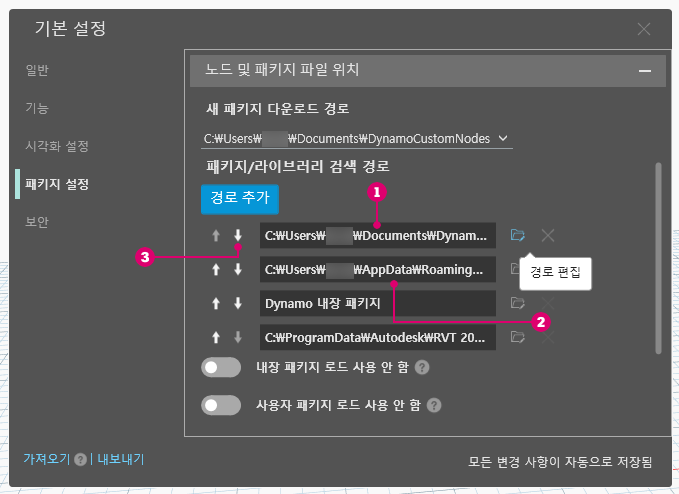 기본 설정
일반
기능
시각화 설정
패키지 설정
보안
노드 및 패키지 파일 위치
새 패키지 다운로드 경로
C:₩Users₩ ₩Documents₩DynamoCustomNodes
패키지/라이브러리 검색 경로
경로 추가
1
C:₩Users₩ ₩Documents₩Dynam...
3
C:₩Users₩ ₩AppData₩Roaming...
경로 편집
Dynamo 내장 패키지
2
C:₩ProgramData₩Autodesk₩RVT 20...
내장 패키지 로드 사용 안 함 ?
사용자 패키지 로드 사용 안 함 ?
가져오기 ? | 내보내기
모든 변경 사항이 자동으로 저장됨